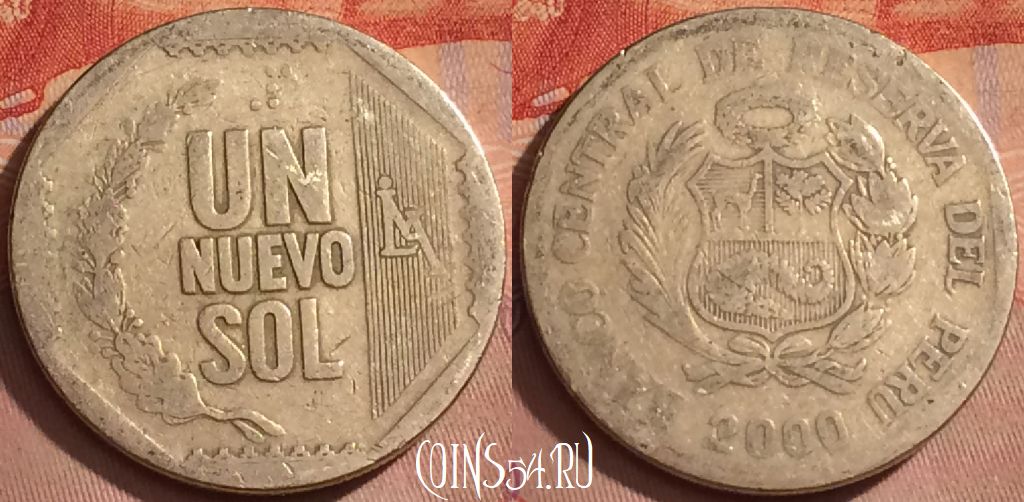 UN
NUEVO
SOL
BANCO CENTRAL DE RESERVA DEL PERU
2000
COINS54.RU